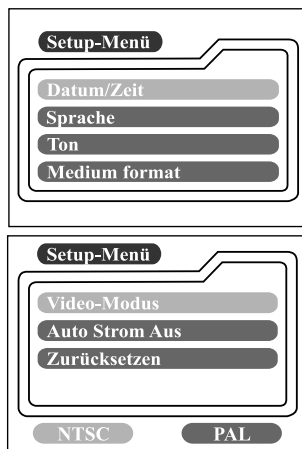 Setup-Menü
Datum/Zeit
Sprache
Ton
Medium format
Setup-Menü
Video-Modus
Auto Strom Aus
Zurücksetzen
NTSC PAL